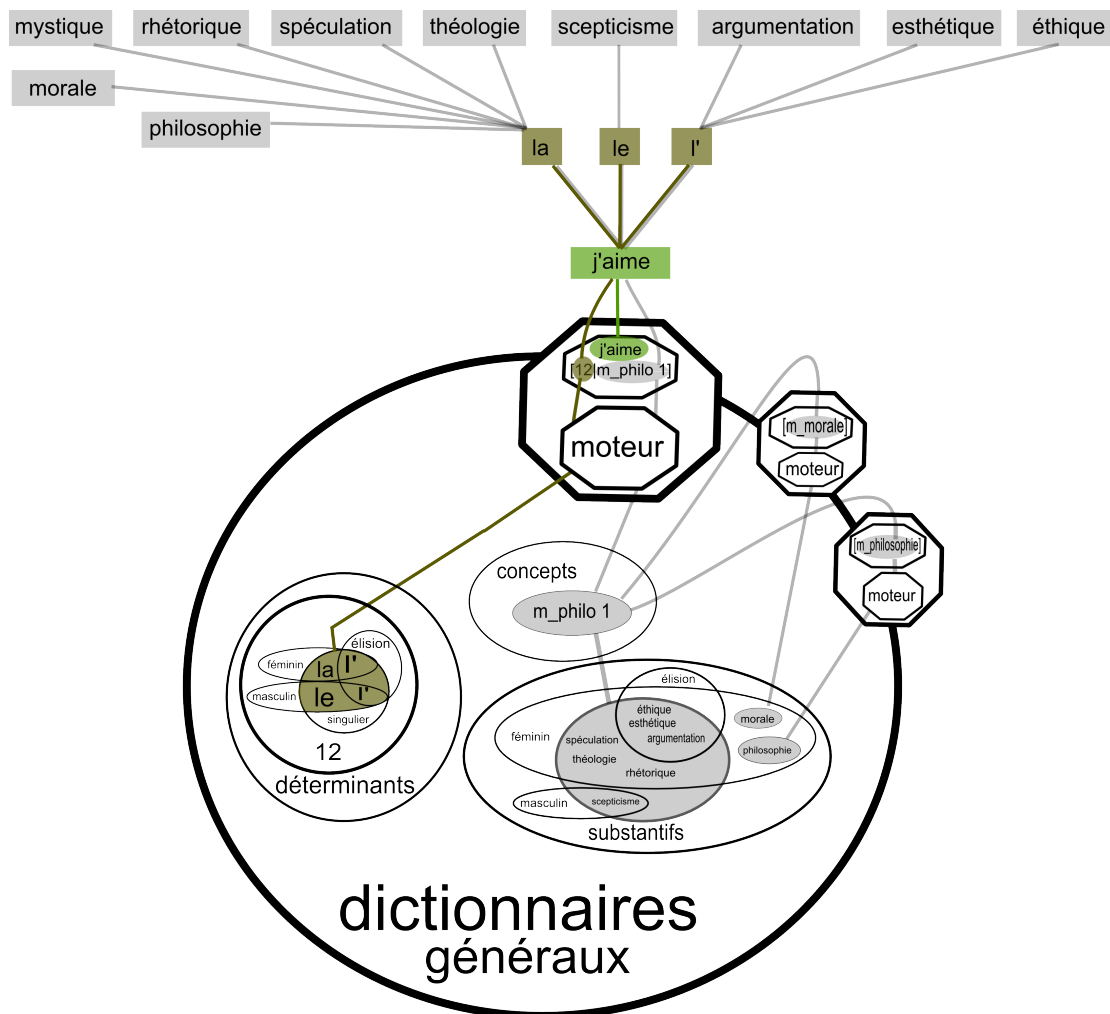 mystique
rhétorique
spéculation
théologie
scepticisme
argumentation
esthétique
éthique
morale
philosophie
la
le
l'
j'aime
j'aime
[12|m_philo 1]
moteur
[m_morale]
moteur
[m_philosophie]
moteur
concepts
m_philo 1
élision
féminin
la
l'
masculin
le
l'
singulier
12
déterminants
élision
éthique
esthétique
argumentation
féminin
spéculation
théologie
rhétorique
morale
philosophie
masculin
scepticisme
substantifs
dictionnaires
généraux